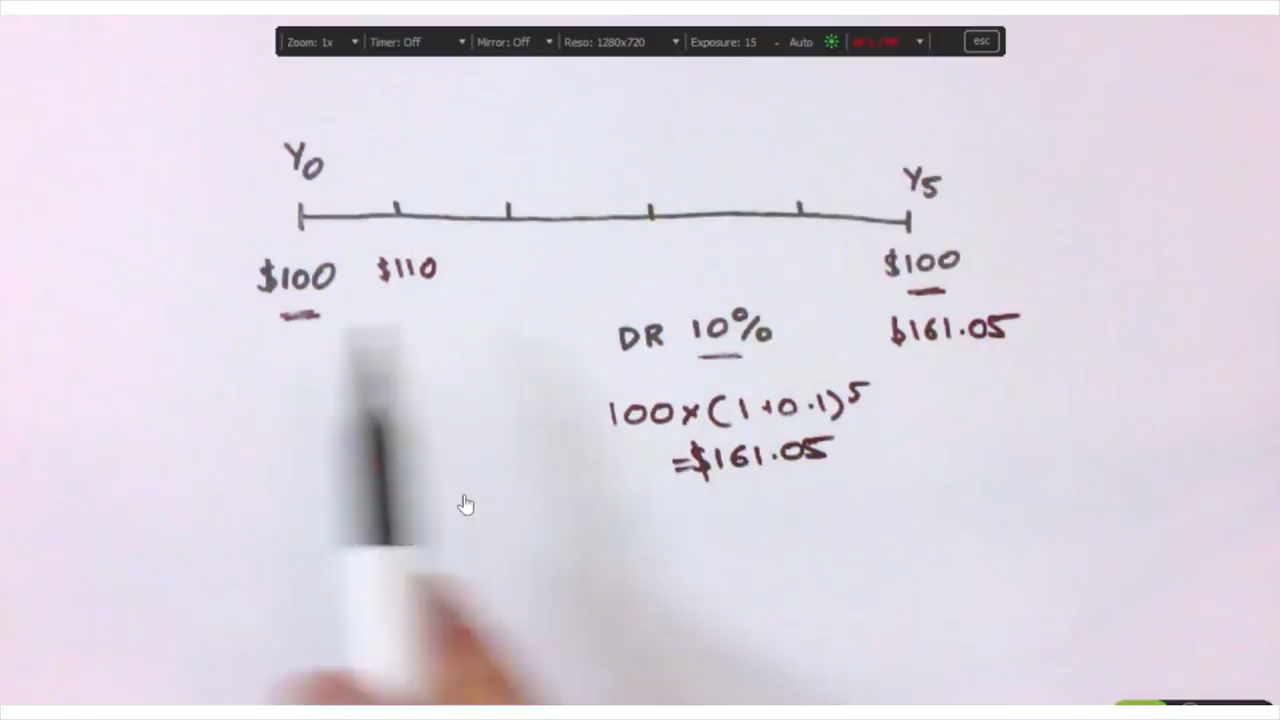 Zoom: 1x Timer: Off Mirror: Off Reso: 1280x720 Exposure: 15 - Auto esc
Y0
Y5
$100 $110 $100
DR 10% $161.05
100×(1+0.1)^5
=$161.05